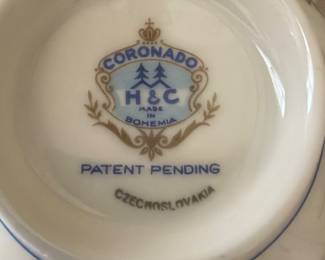 CORONADO
H & C
MADE
IN
BOHEMIA
PATENT PENDING
CZECHOSLOVAKIA